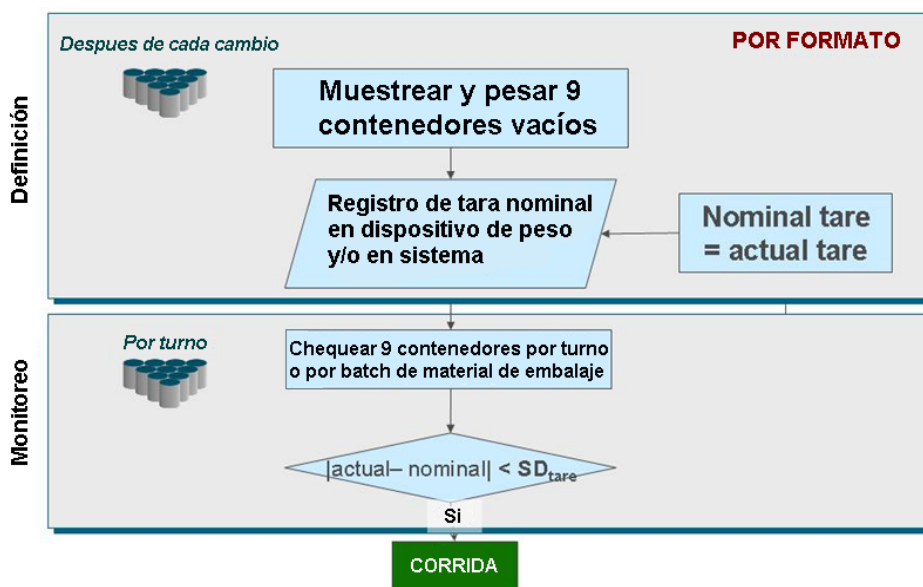 Despues de cada cambio
POR FORMATO
Definición
Muestrear y pesar 9
contenedores vacíos
Registro de tara nominal
en dispositivo de peso
y/o en sistema
Nominal tare
= actual tare
Monitoreo
Por turno
Chequear 9 contenedores por turno
o por batch de material de embalaje
|actual– nominal| < SDtare
Si
CORRIDA